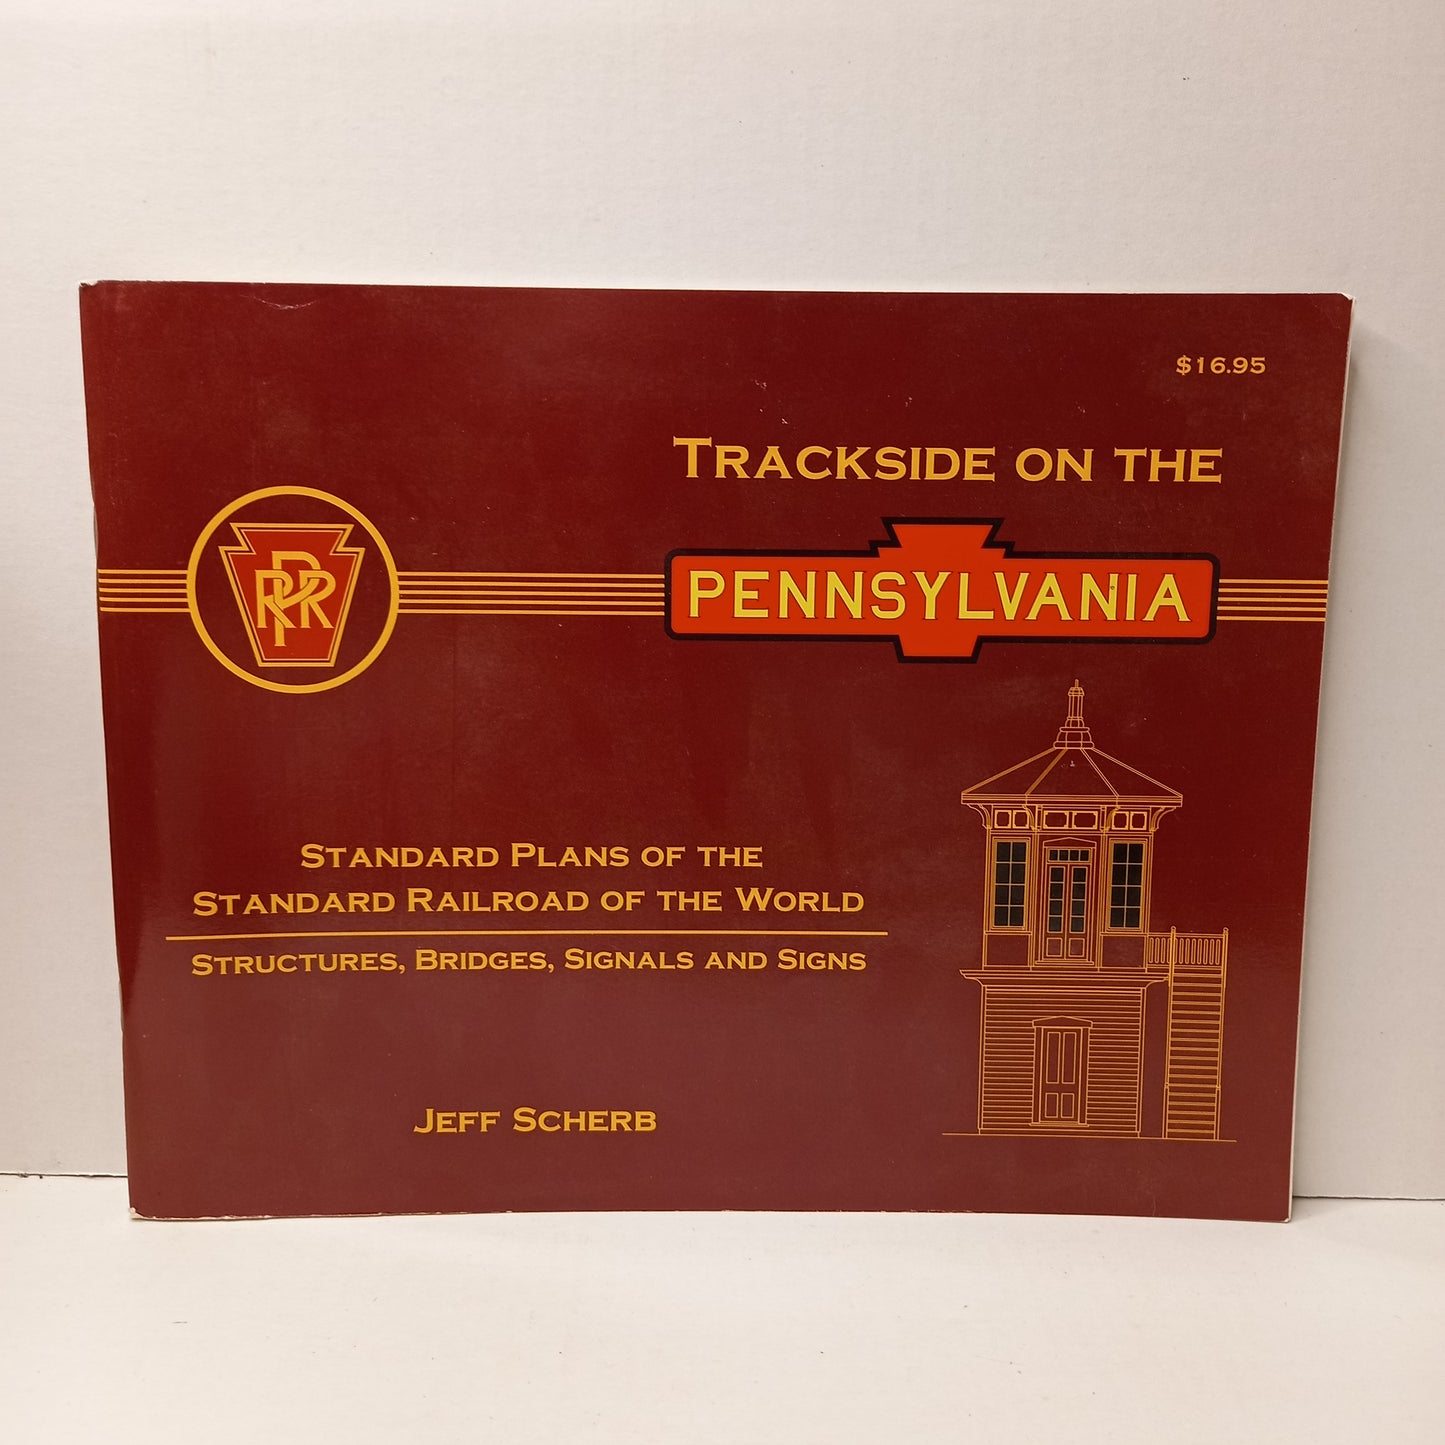 $16.95
TRACKSIDE ON THE
PRR
PENNSYLVANIA
STANDARD PLANS OF THE
STANDARD RAILROAD OF THE WORLD
STRUCTURES, BRIDGES, SIGNALS AND SIGNS
JEFF SCHERB